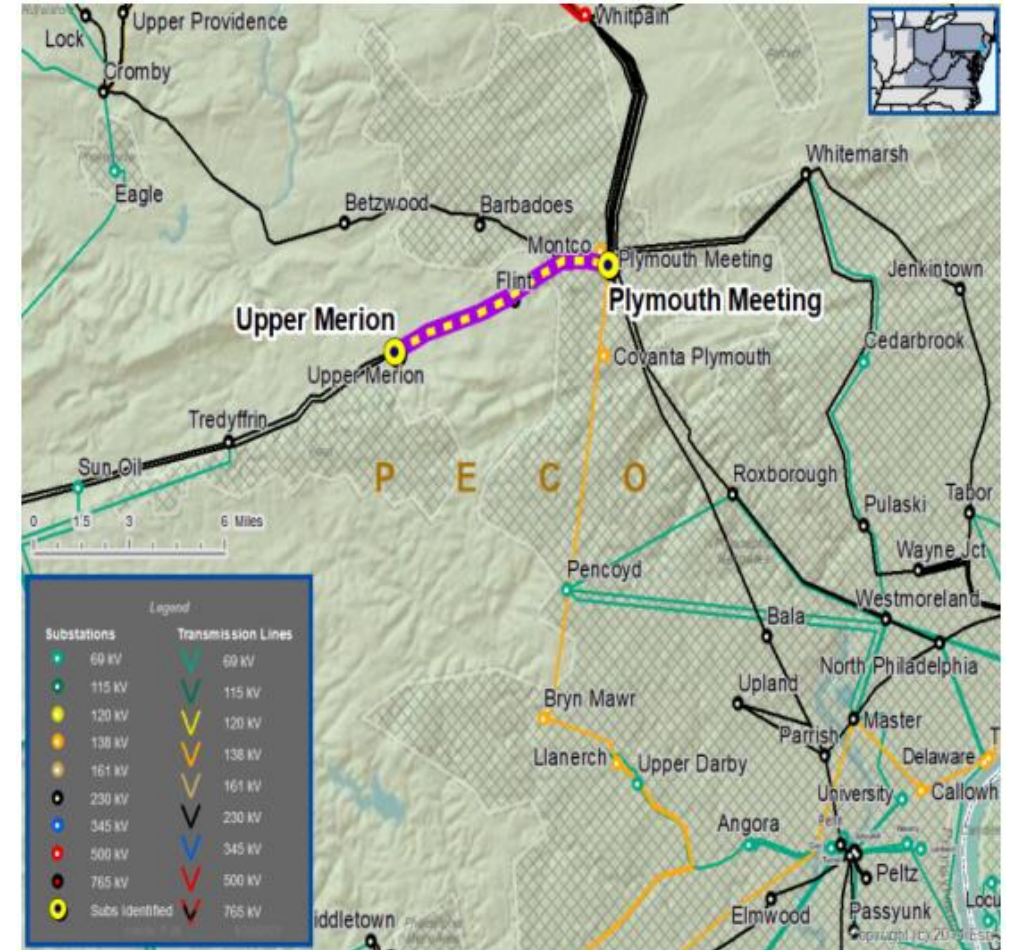 Whitpain
Upper Providence
Lock
Cromby
Whitemarsh
Eagle
Betzwood
Barbadoes
Montco
Plymouth Meeting
Jenkintown
Flint
Plymouth Meeting
Upper Merion
Cedarbrook
Covanta Plymouth
Upper Merion
Tredyffrin
Sun Oil
P E C O
Roxborough
Pulaski
Tabor
0 1.5 3 6 Miles
Wayne Jct
Pencoyd
Westmoreland
Bala
North Philadelphia
Upland
Bryn Mawr
Master
Parrish
Llanerch
Upper Darby
Delaware
University
Callowh
Angora
Penn
Peltz
Elmwood
Passyunk
Locu
iddletown
Legend
Substations Transmission Lines
69 kV 69 kV
115 kV 115 kV
120 kV 120 kV
138 kV 138 kV
161 kV 161 kV
230 kV 230 kV
345 kV 345 kV
500 kV 500 kV
765 kV 765 kV
Subs Identified